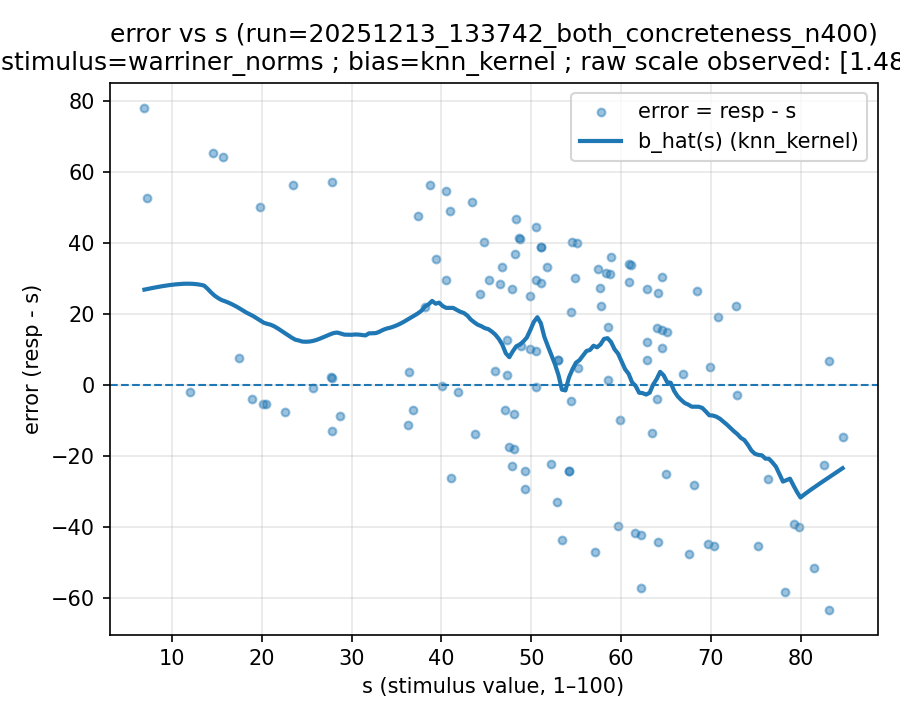 error vs s (run=20251213_133742_both_concreteness_n400)
stimulus=warriner_norms ; bias=knn_kernel ; raw scale observed: [1.48
error = resp - s
b_hat(s) (knn_kernel)
80
60
40
20
0
−20
−40
−60
error (resp - s)
10 20 30 40 50 60 70 80
s (stimulus value, 1–100)